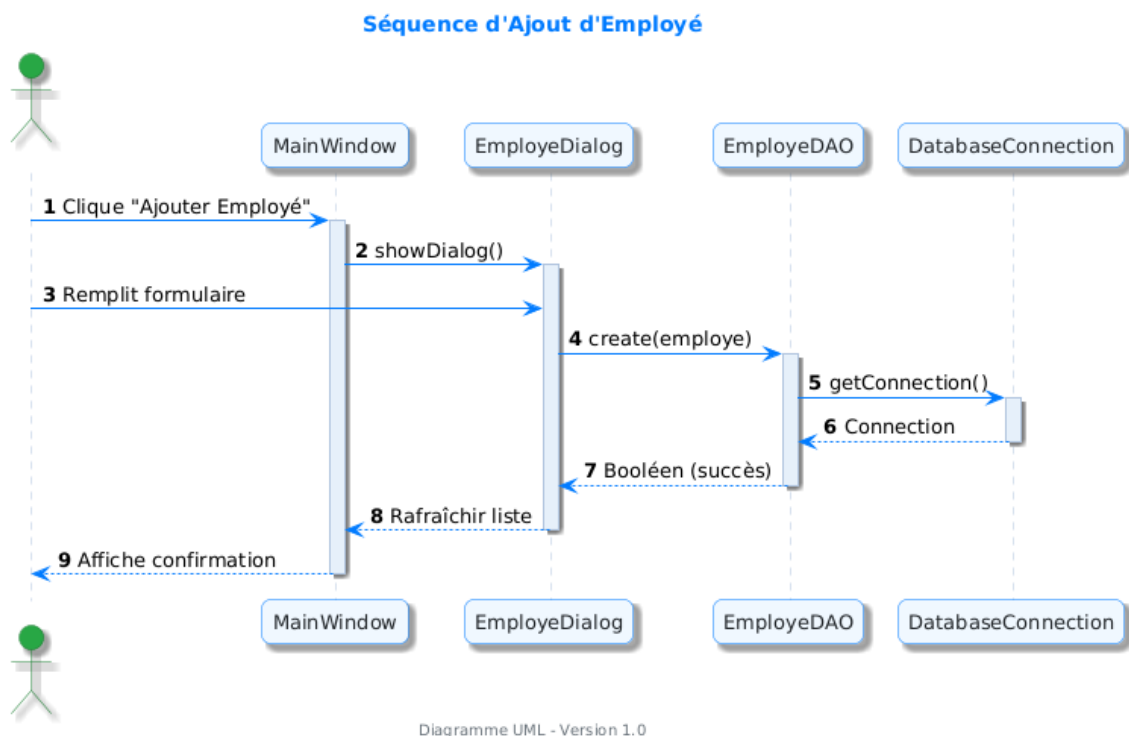 Séquence d'Ajout d'Employé
MainWindow
EmployeDialog
EmployeDAO
DatabaseConnection
1 Clique "Ajouter Employé"
2 showDialog()
3 Remplit formulaire
4 create(employe)
5 getConnection()
6 Connection
7 Booléen (succès)
8 Rafraîchir liste
9 Affiche confirmation
MainWindow
EmployeDialog
EmployeDAO
DatabaseConnection
Diagramme UML - Version 1.0